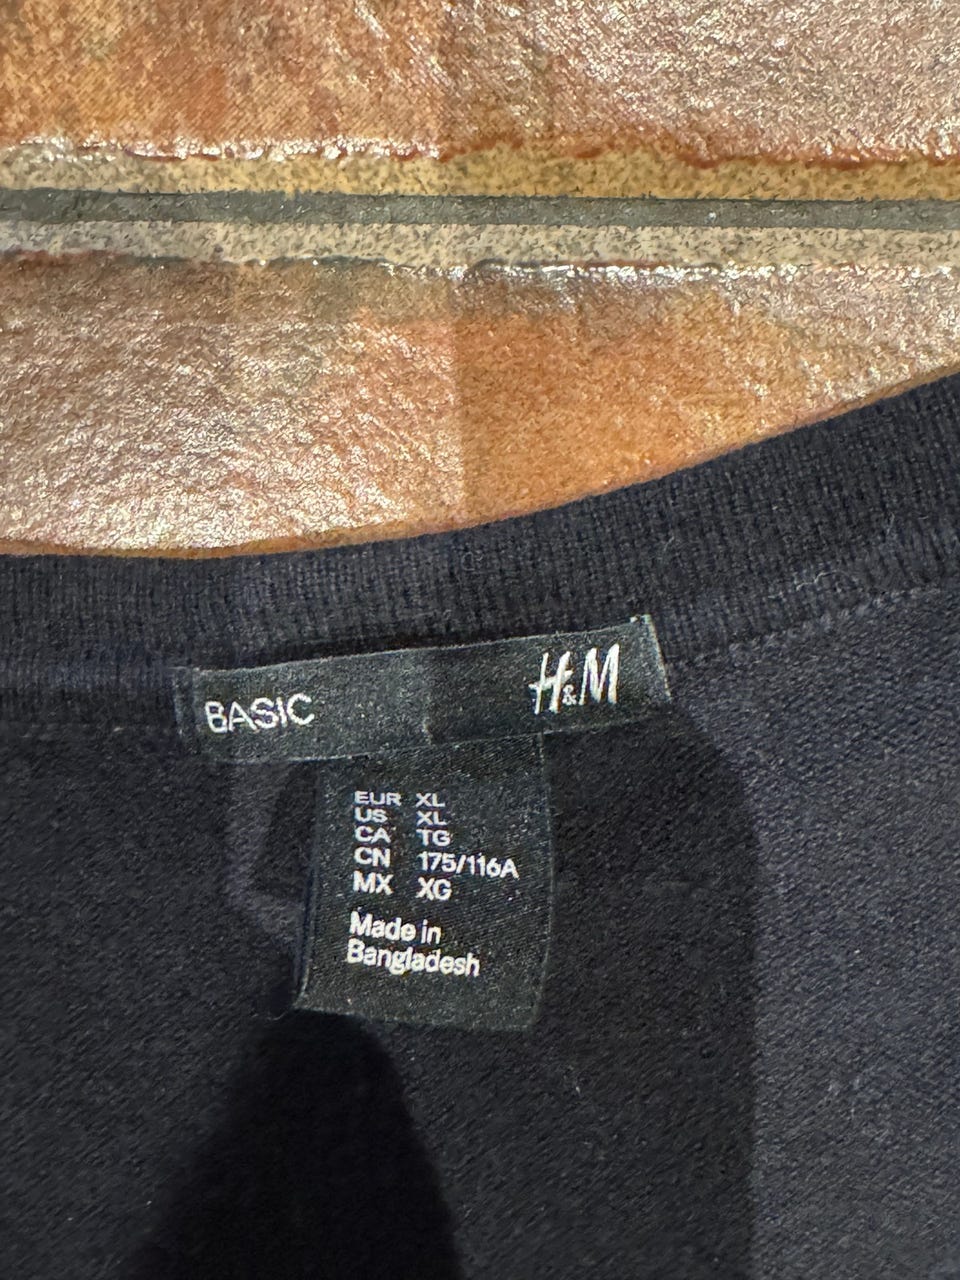 BASIC H&M
EUR XL
US XL
CA TG
CN 175/116A
MX XG
Made in
Bangladesh